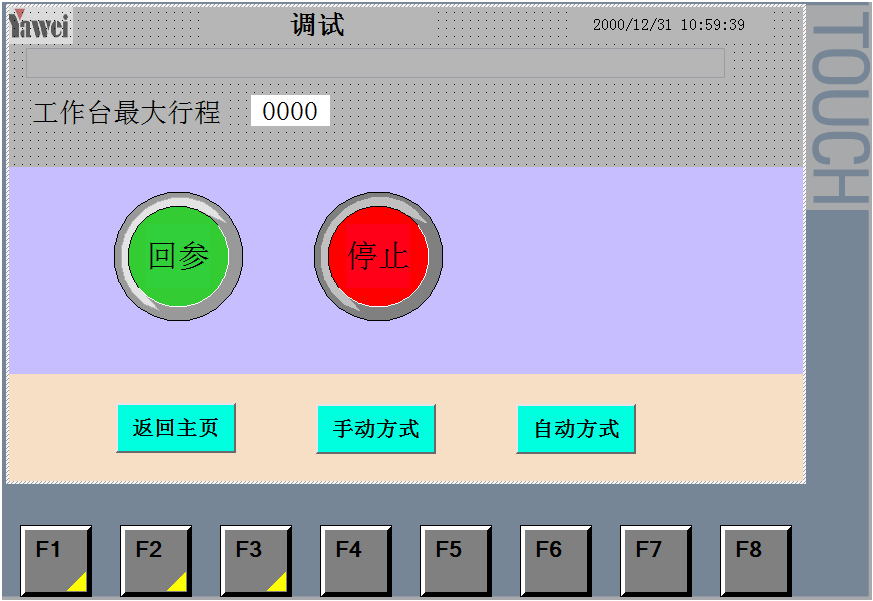 Yawei
调试
2000/12/31 10:59:39
TOUCH
工作台最大行程 0000
回参
停止
返回主页
手动方式
自动方式
F1
F2
F3
F4
F5
F6
F7
F8